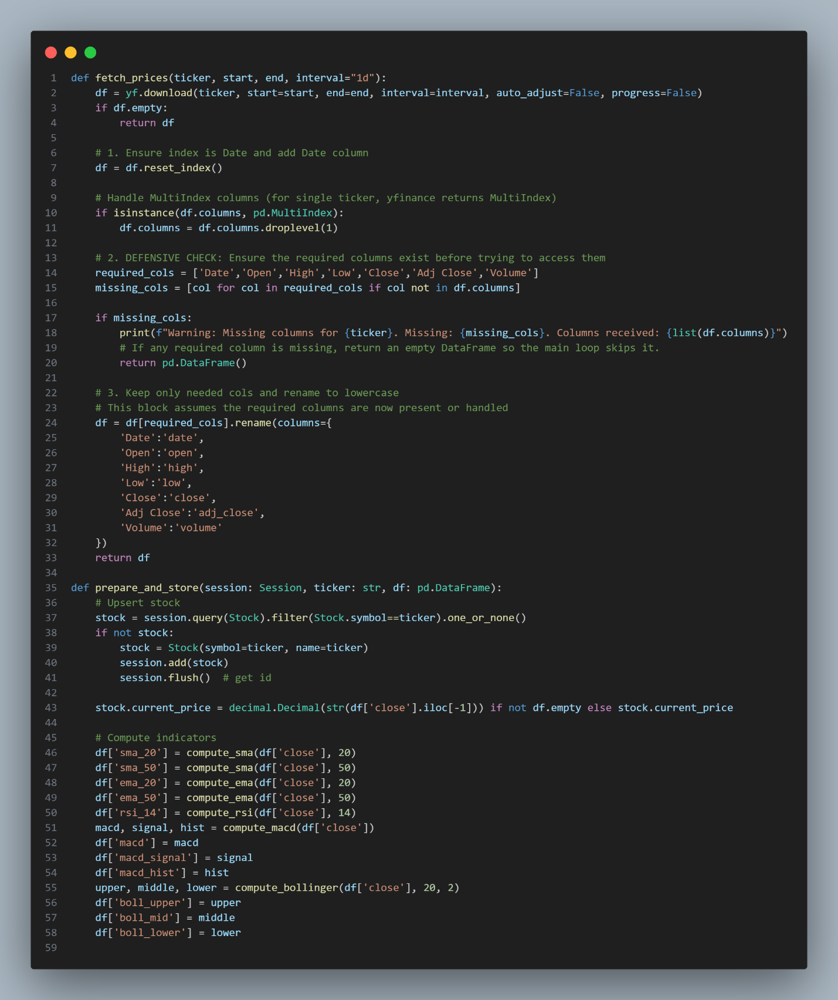 1 def fetch_prices(ticker, start, end, interval="1d"):
2     df = yf.download(ticker, start=start, end=end, interval=interval, auto_adjust=False, progress=False)
3     if df.empty:
4         return df
5
6     # 1. Ensure index is Date and add Date column
7     df = df.reset_index()
8
9     # Handle MultiIndex columns (for single ticker, yfinance returns MultiIndex)
10     if isinstance(df.columns, pd.MultiIndex):
11         df.columns = df.columns.droplevel(1)
12
13     # 2. DEFENSIVE CHECK: Ensure the required columns exist before trying to access them
14     required_cols = ['Date','Open','High','Low','Close','Adj Close','Volume']
15     missing_cols = [col for col in required_cols if col not in df.columns]
16
17     if missing_cols:
18         print(f"Warning: Missing columns for {ticker}. Missing: {missing_cols}. Columns received: {list(df.columns)}")
19         # If any required column is missing, return an empty DataFrame so the main loop skips it.
20         return pd.DataFrame()
21
22     # 3. Keep only needed cols and rename to lowercase
23     # This block assumes the required columns are now present or handled
24     df = df[required_cols].rename(columns={
25         'Date':'date',
26         'Open':'open',
27         'High':'high',
28         'Low':'low',
29         'Close':'close',
30         'Adj Close':'adj_close',
31         'Volume':'volume'
32     })
33     return df
34
35 def prepare_and_store(session: Session, ticker: str, df: pd.DataFrame):
36     # Upsert stock
37     stock = session.query(Stock).filter(Stock.symbol==ticker).one_or_none()
38     if not stock:
39         stock = Stock(symbol=ticker, name=ticker)
40         session.add(stock)
41         session.flush()  # get id
42
43     stock.current_price = decimal.Decimal(str(df['close'].iloc[-1])) if not df.empty else stock.current_price
44
45     # Compute indicators
46     df['sma_20'] = compute_sma(df['close'], 20)
47     df['sma_50'] = compute_sma(df['close'], 50)
48     df['ema_20'] = compute_ema(df['close'], 20)
49     df['ema_50'] = compute_ema(df['close'], 50)
50     df['rsi_14'] = compute_rsi(df['close'], 14)
51     macd, signal, hist = compute_macd(df['close'])
52     df['macd'] = macd
53     df['macd_signal'] = signal
54     df['macd_hist'] = hist
55     upper, middle, lower = compute_bollinger(df['close'], 20, 2)
56     df['boll_upper'] = upper
57     df['boll_mid'] = middle
58     df['boll_lower'] = lower
59